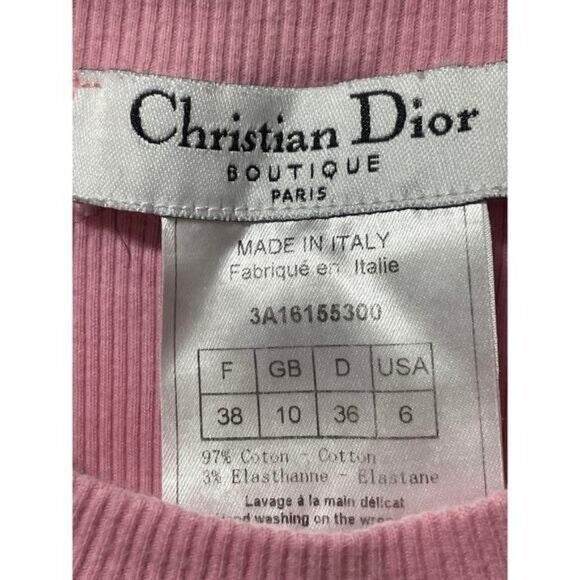 Christian Dior
BOUTIQUE
PARIS
MADE IN ITALY
Fabriqué en Italie
3A16155300
F GB D USA
38 10 36 6
97% Coton - Cotton
3% Elasthanne - Elastane
Lavage à la main délicat
washing on the